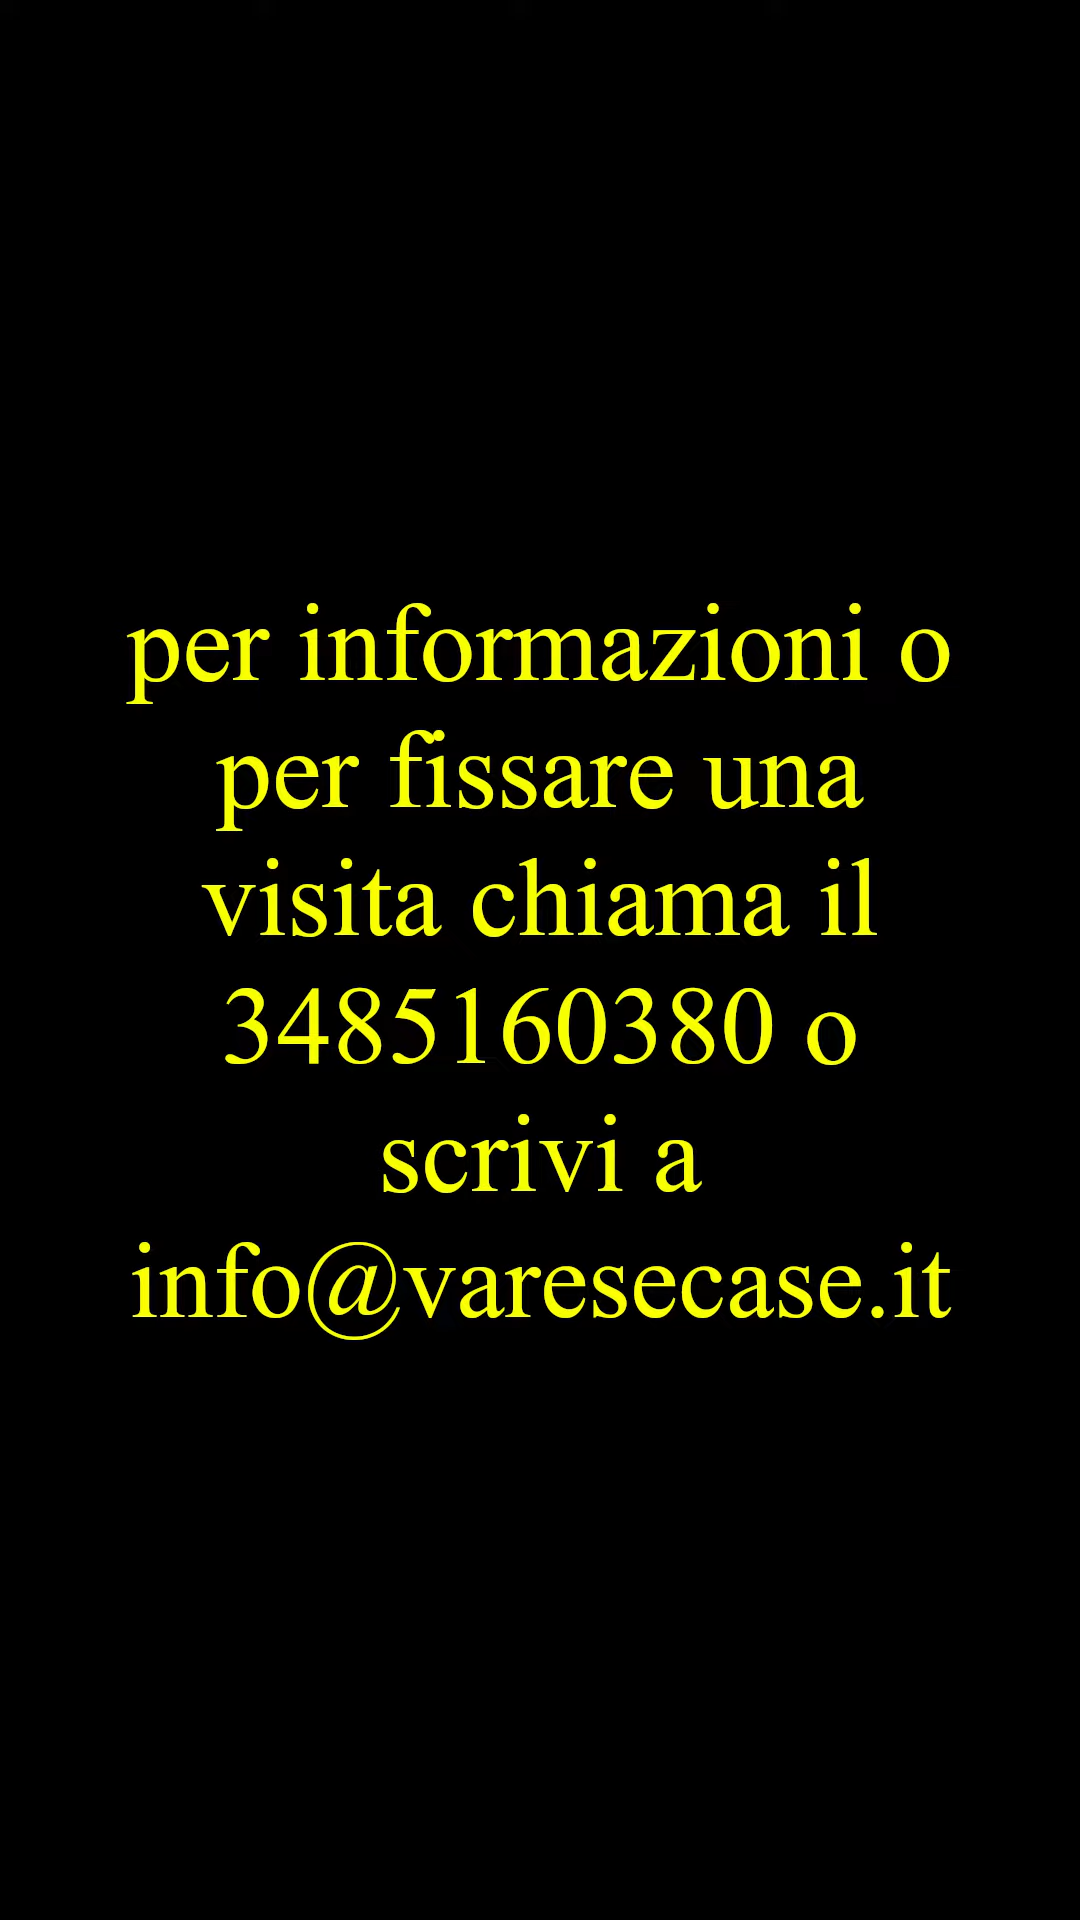 per informazioni o
per fissare una
visita chiama il
3485160380 o
scrivi a
info@varesecase.it